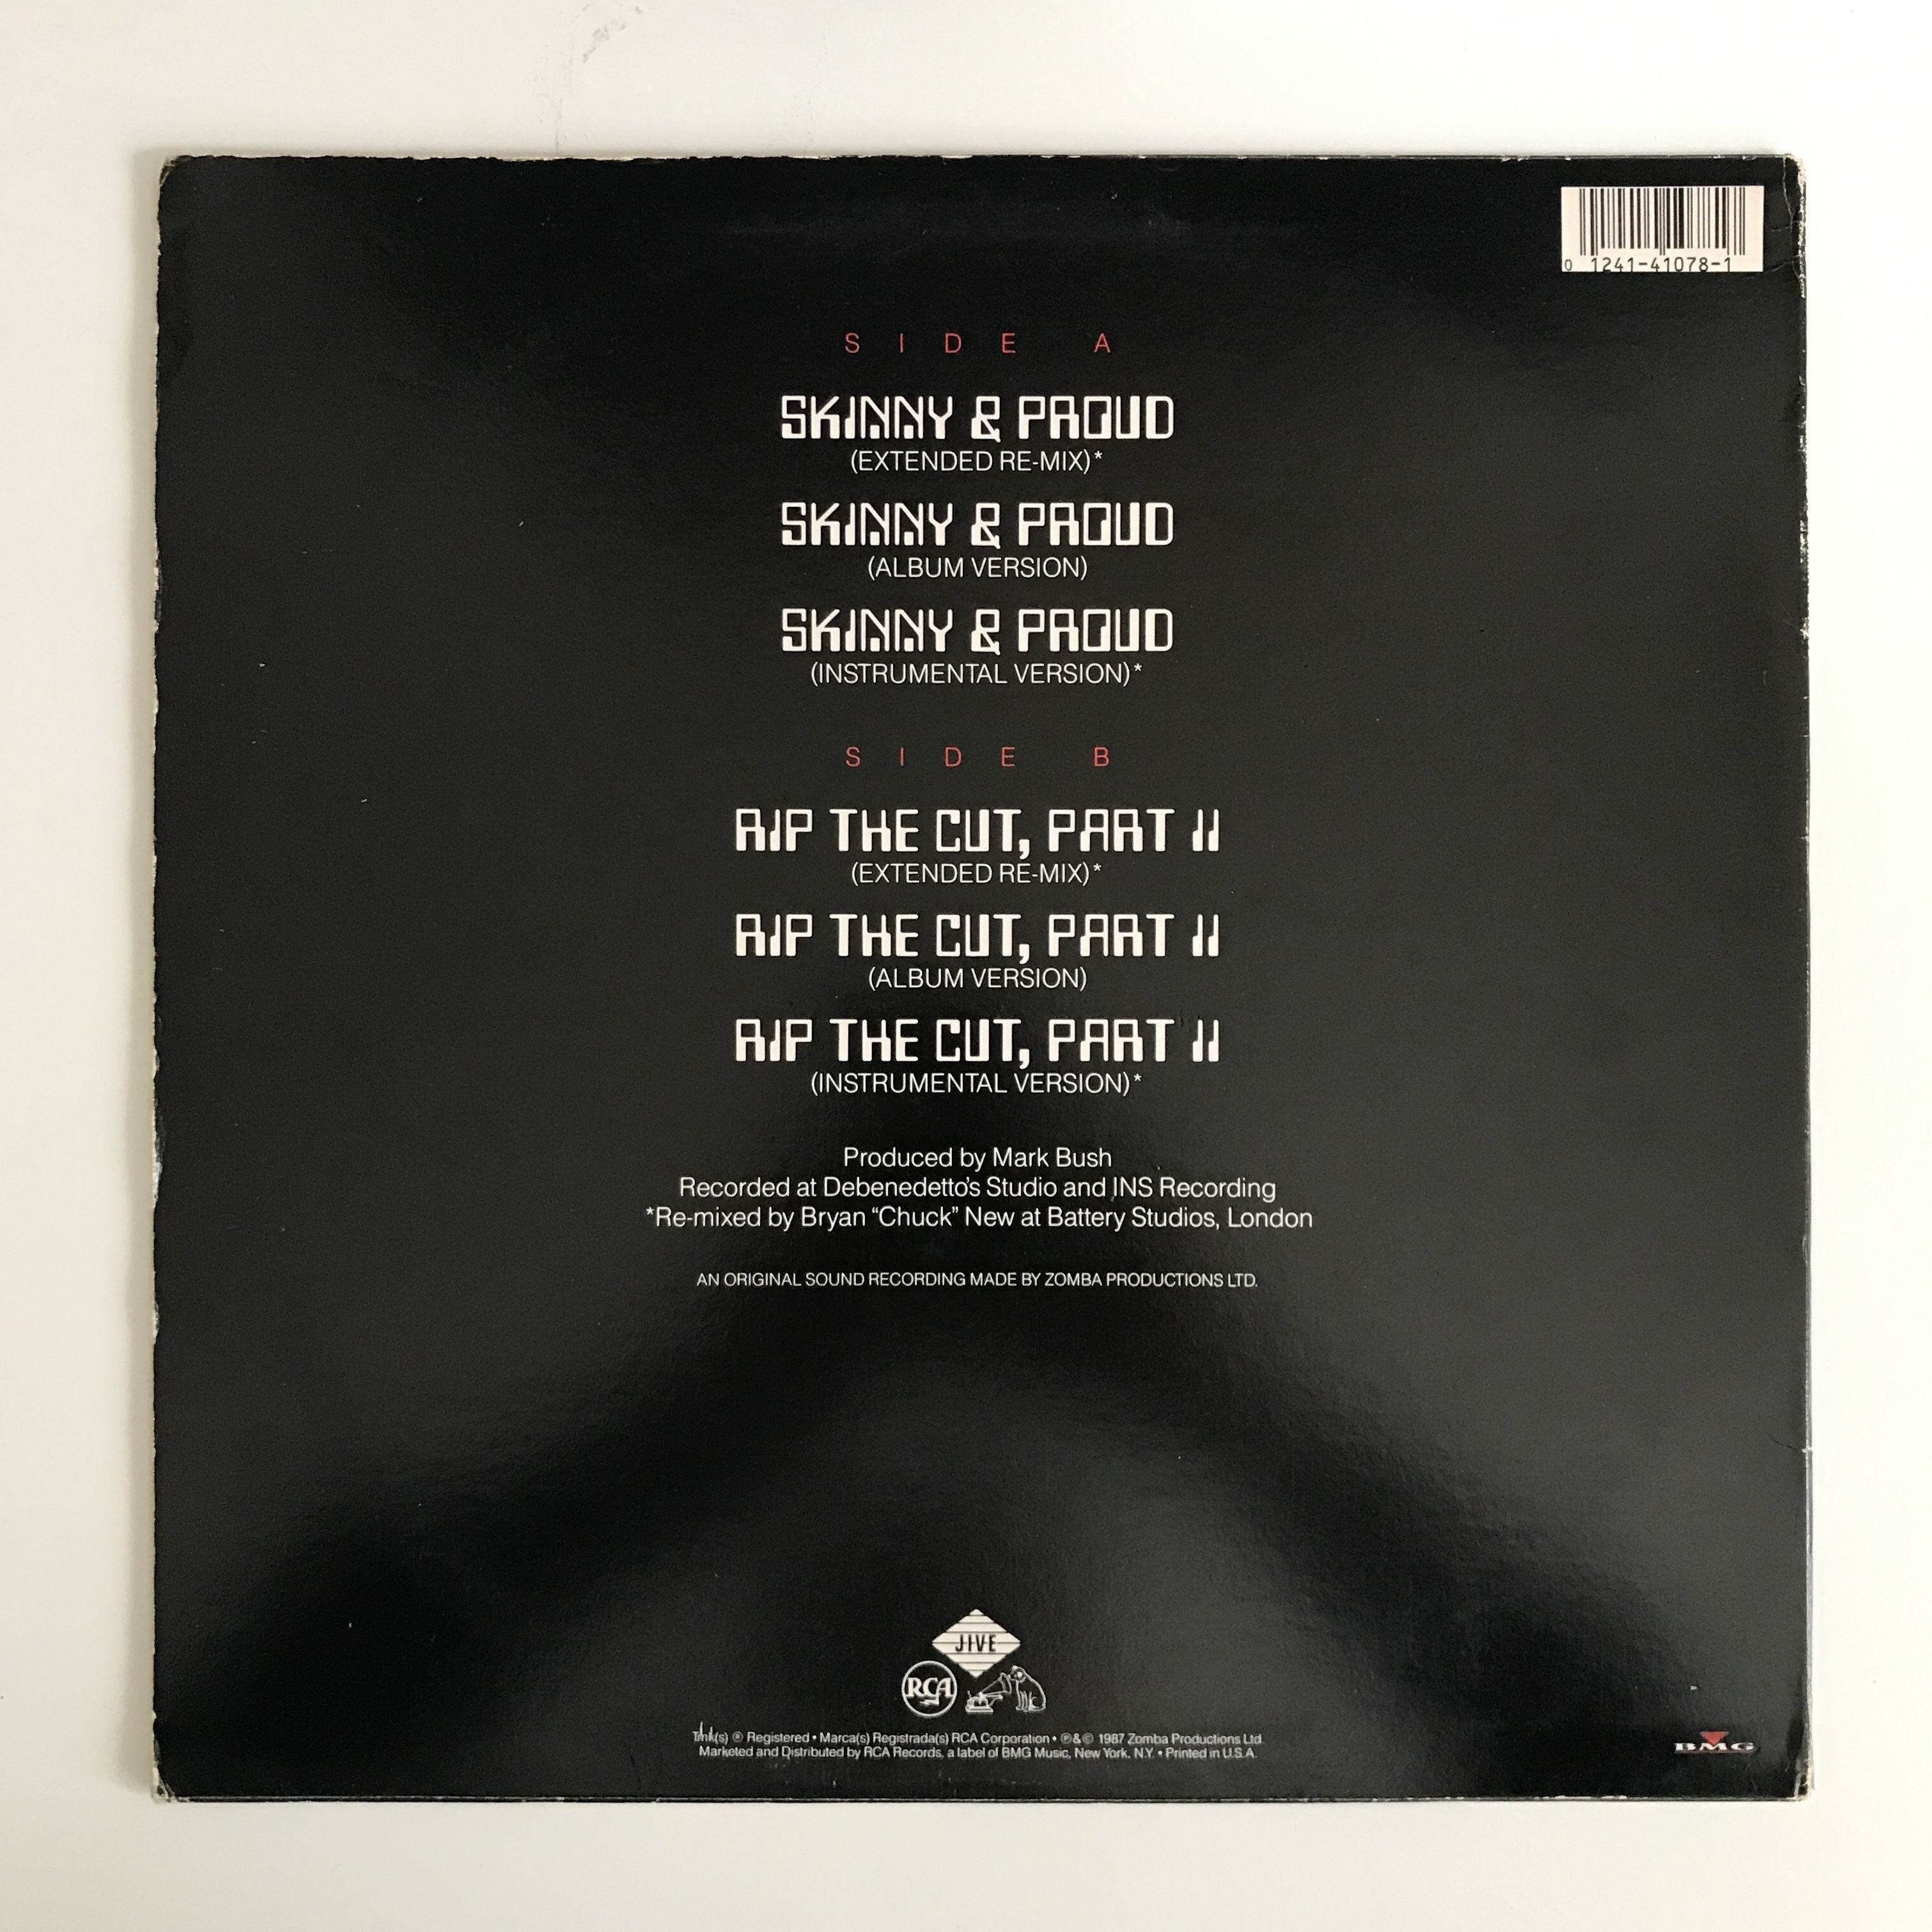 0 1241-41078-1
SIDE A
SKINNY & PROUD
(EXTENDED RE-MIX)*
SKINNY & PROUD
(ALBUM VERSION)
SKINNY & PROUD
(INSTRUMENTAL VERSION)*
SIDE B
RIP THE CUT, PART II
(EXTENDED RE-MIX)*
RIP THE CUT, PART II
(ALBUM VERSION)
RIP THE CUT, PART II
(INSTRUMENTAL VERSION)*
Produced by Mark Bush
Recorded at Debenedetto's Studio and INS Recording
*Re-mixed by Bryan “Chuck” New at Battery Studios, London
AN ORIGINAL SOUND RECORDING MADE BY ZOMBA PRODUCTIONS LTD.
JIVE
RCA
Tmk(s) ® Registered • Marca(s) Registrada(s) RCA Corporation • ℗&© 1987 Zomba Productions Ltd.
Marketed and Distributed by RCA Records, a label of BMG Music, New York, N.Y. • Printed in U.S.A.
BMG